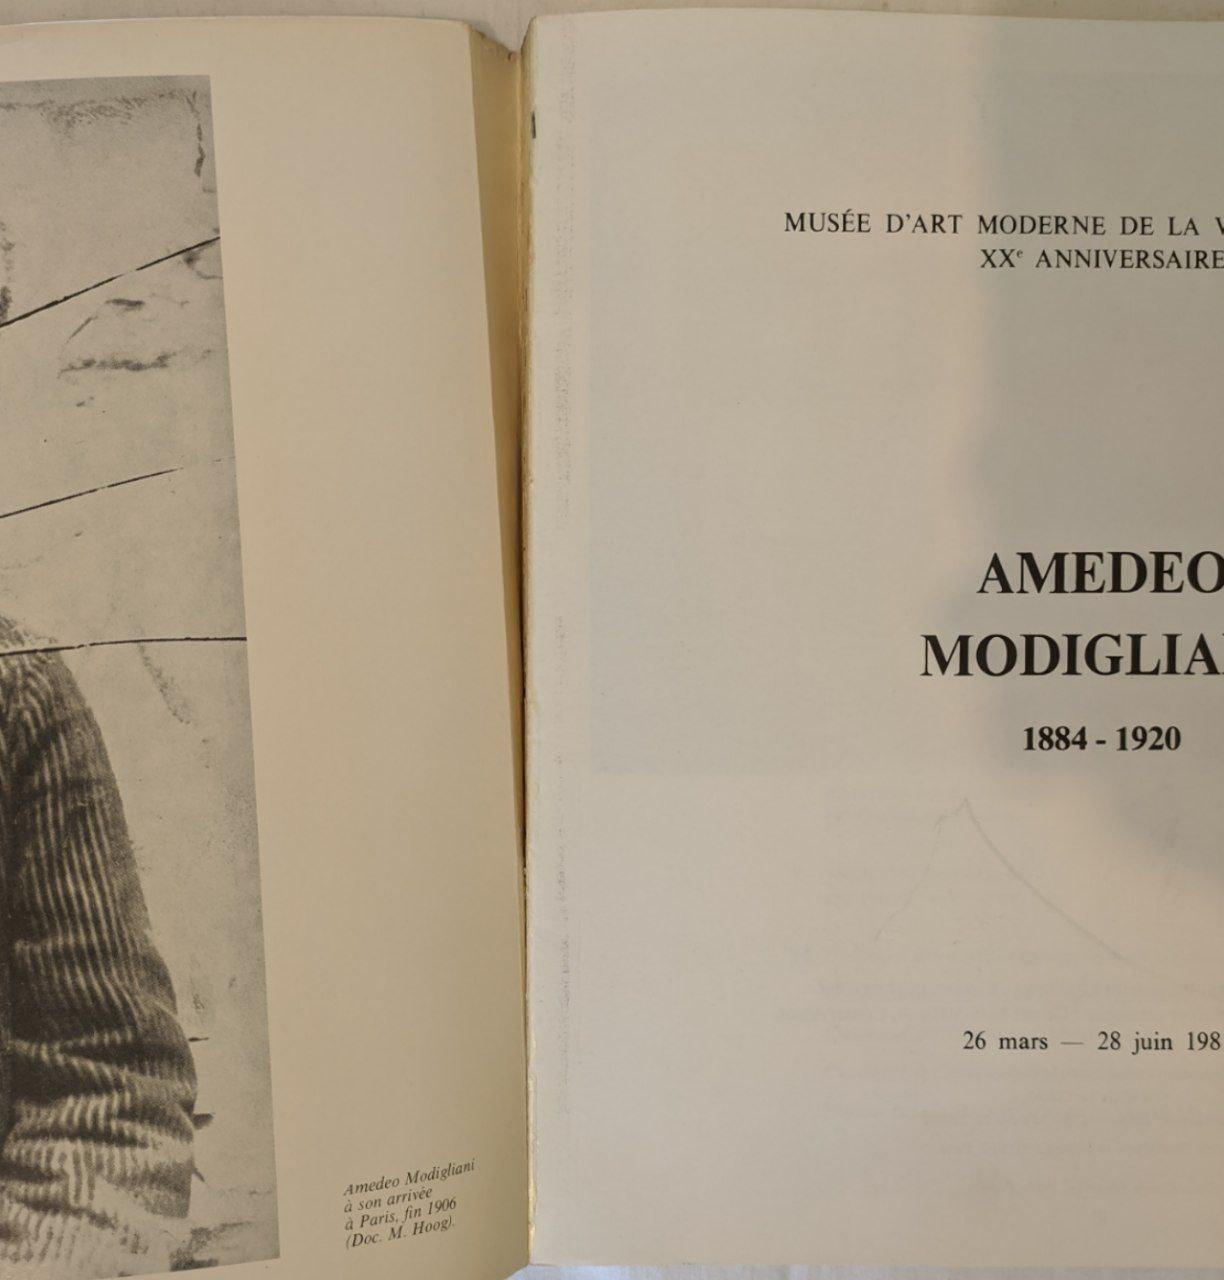 Amedeo Modigliani
à son arrivée
à Paris, fin 1906
(Doc. M. Hoog).
MUSÉE D'ART MODERNE DE LA V
XXe ANNIVERSAIRE
AMEDEO
MODIGLIA
1884 - 1920
26 mars — 28 juin 198